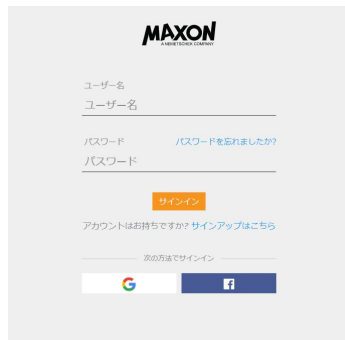 MAXON
A NEMETSCHEK COMPANY
ユーザー名
ユーザー名
パスワード パスワードを忘れましたか?
パスワード
サインイン
アカウントはお持ちですか? サインアップはこちら
次の方法でサインイン